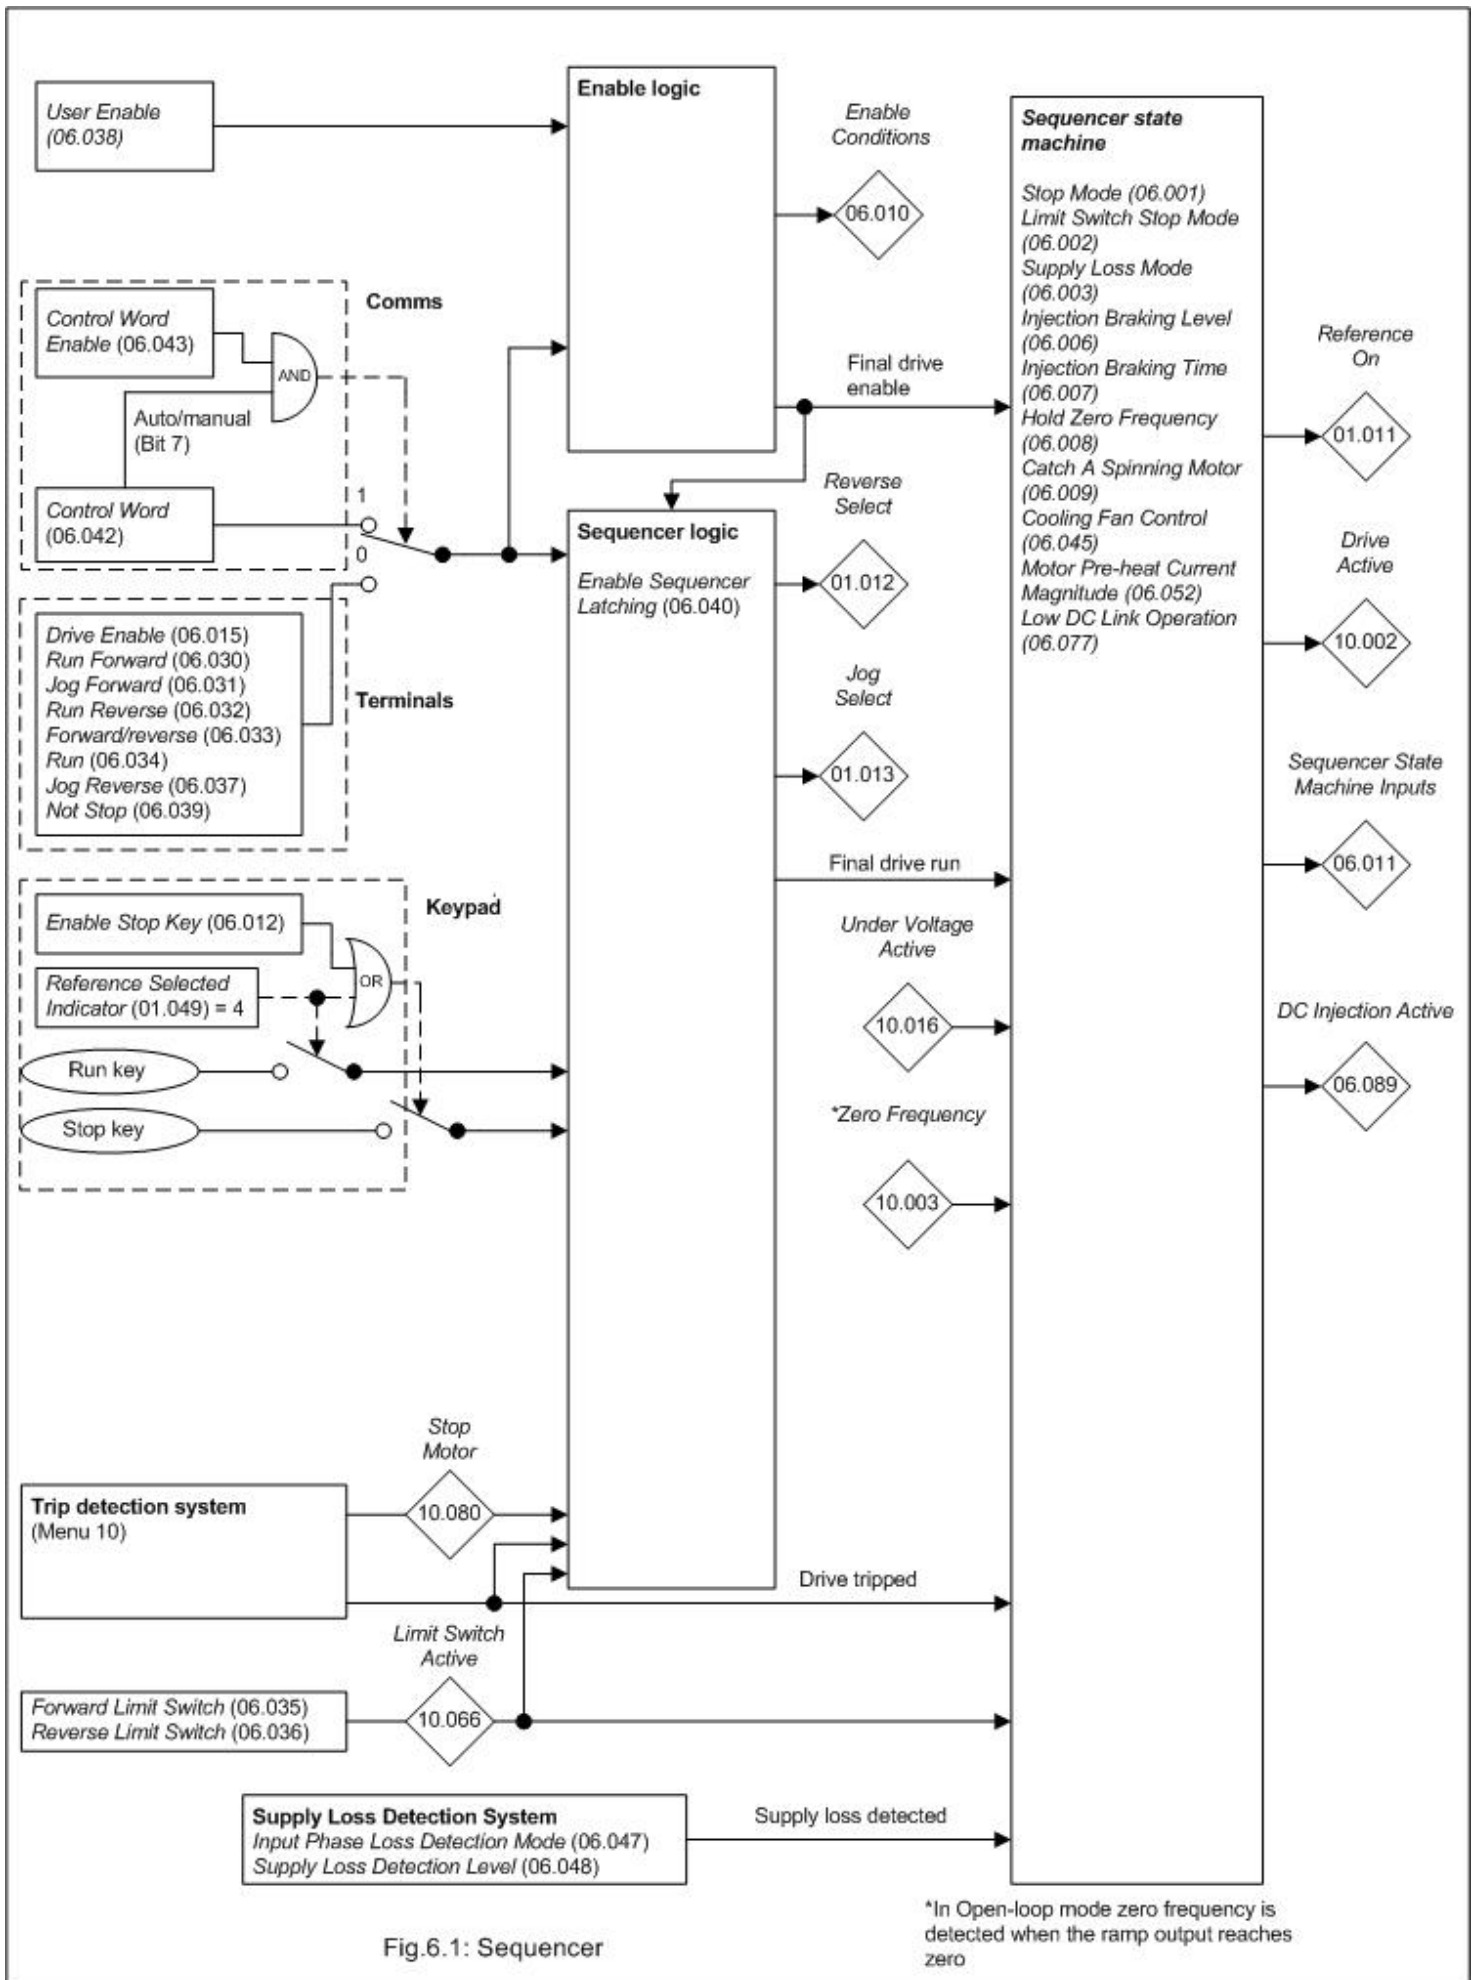 User Enable
(06.038)
Enable logic
Enable
Conditions
06.010
Sequencer state
machine
Stop Mode (06.001)
Limit Switch Stop Mode
(06.002)
Supply Loss Mode
(06.003)
Injection Braking Level
(06.006)
Injection Braking Time
(06.007)
Hold Zero Frequency
(06.008)
Catch A Spinning Motor
(06.009)
Cooling Fan Control
(06.045)
Motor Pre-heat Current
Magnitude (06.052)
Low DC Link Operation
(06.077)
Comms
Control Word
Enable (06.043)
AND
Auto/manual
(Bit 7)
Control Word
(06.042)
1
0
Final drive
enable
Reference
On
01.011
Reverse
Select
01.012
Sequencer logic
Enable Sequencer
Latching (06.040)
Drive
Active
10.002
Drive Enable (06.015)
Run Forward (06.030)
Jog Forward (06.031)
Run Reverse (06.032)
Forward/reverse (06.033)
Run (06.034)
Jog Reverse (06.037)
Not Stop (06.039)
Terminals
Jog
Select
01.013
Sequencer State
Machine Inputs
06.011
Final drive run
Keypad
Enable Stop Key (06.012)
OR
Reference Selected
Indicator (01.049) = 4
Run key
Stop key
Under Voltage
Active
10.016
DC Injection Active
06.089
*Zero Frequency
10.003
Stop
Motor
10.080
Trip detection system
(Menu 10)
Drive tripped
Limit Switch
Active
10.066
Forward Limit Switch (06.035)
Reverse Limit Switch (06.036)
Supply Loss Detection System
Input Phase Loss Detection Mode (06.047)
Supply Loss Detection Level (06.048)
Supply loss detected
*In Open-loop mode zero frequency is
detected when the ramp output reaches
zero
Fig.6.1: Sequencer